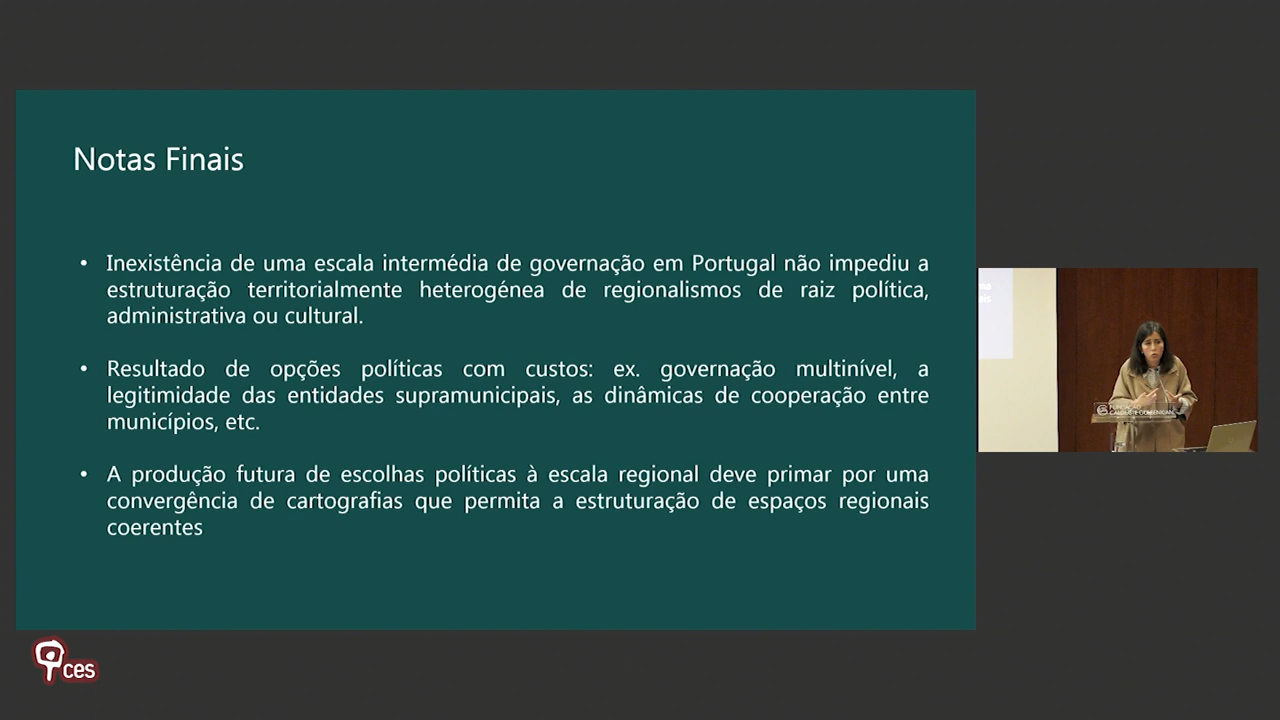 Notas Finais
• Inexistência de uma escala intermédia de governação em Portugal não impediu a
estruturação territorialmente heterogénea de regionalismos de raiz política,
administrativa ou cultural.
• Resultado de opções políticas com custos: ex. governação multinível, a
legitimidade das entidades supramunicipais, as dinâmicas de cooperação entre
municípios, etc.
• A produção futura de escolhas políticas à escala regional deve primar por uma
convergência de cartografias que permita a estruturação de espaços regionais
coerentes
FUNDAÇÃO
CALOUSTE GULBENKIAN
ces